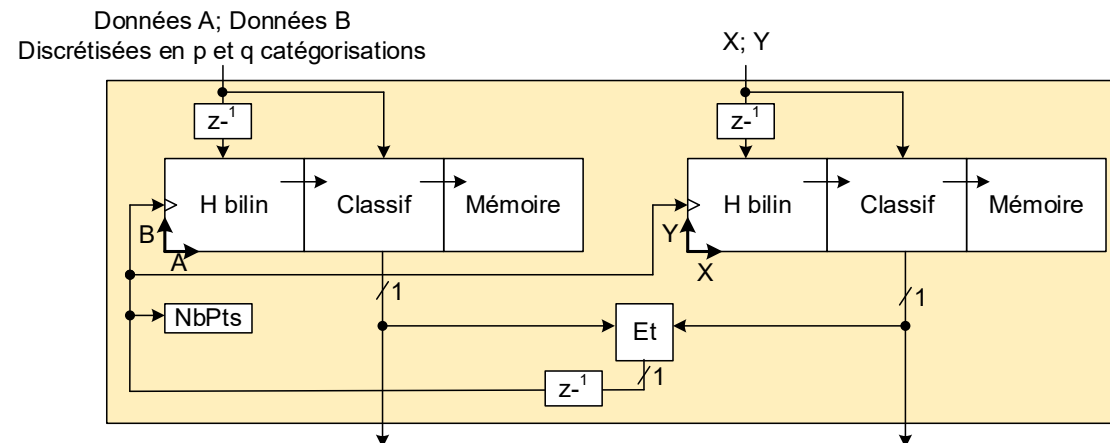 Données A; Données B
Discrétisées en p et q catégorisations
X; Y
z-¹
z-¹
H bilin
Classif
Mémoire
H bilin
Classif
Mémoire
B
A
Y
X
1
1
NbPts
Et
1
z-¹